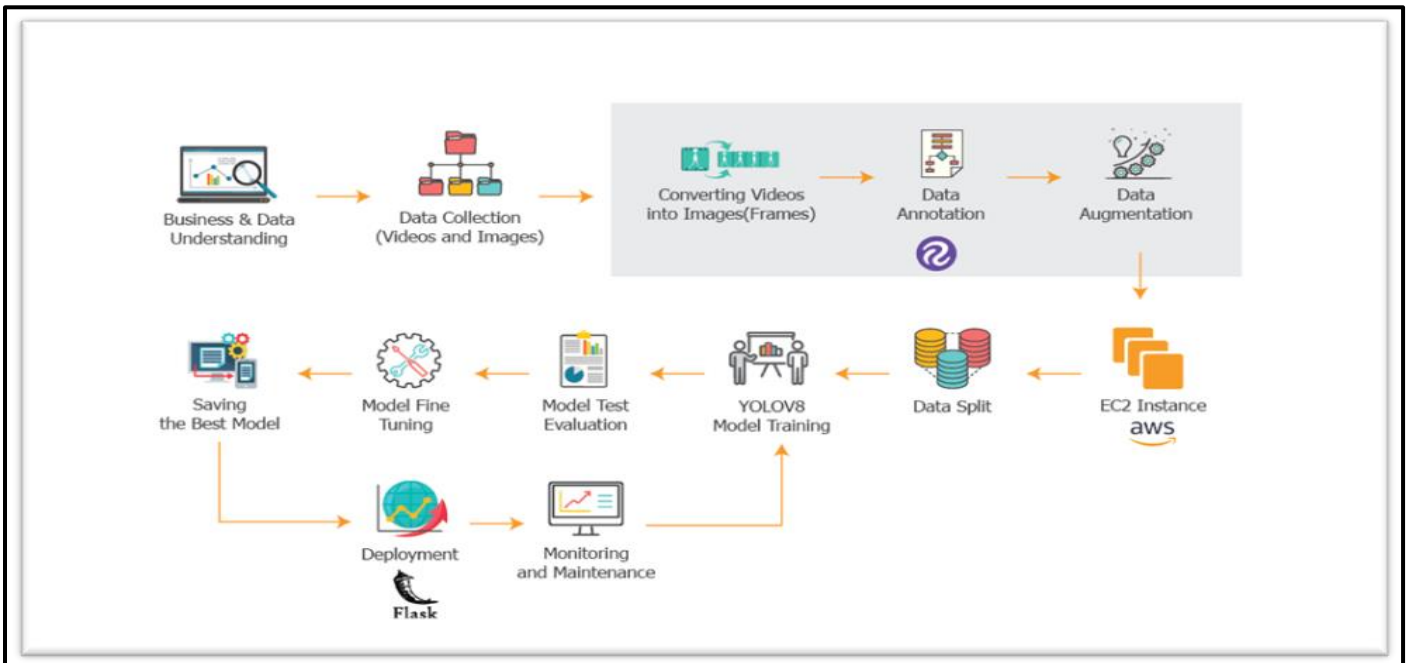 Business & Data
Understanding
Data Collection
(Videos and Images)
Converting Videos
into Images(Frames)
Data
Annotation
Data
Augmentation
Saving
the Best Model
Model Fine
Tuning
Model Test
Evaluation
YOLOV8
Model Training
Data Split
EC2 Instance
aws
Deployment
Flask
Monitoring
and Maintenance